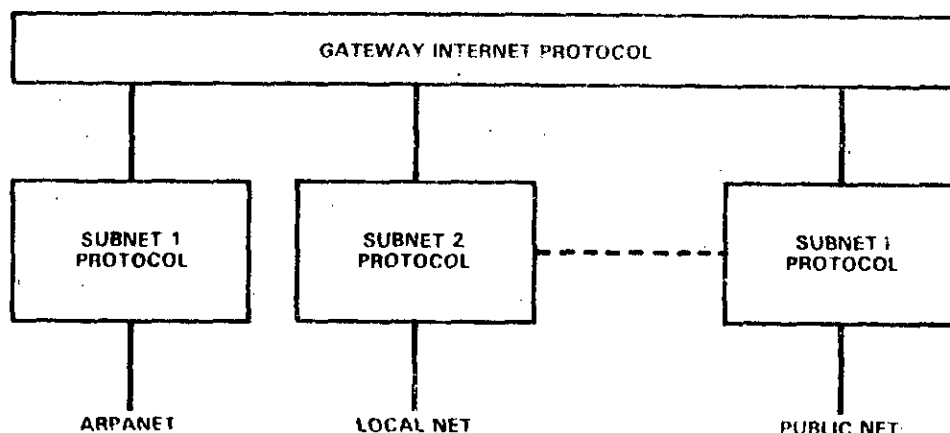 GATEWAY INTERNET PROTOCOL
SUBNET 1
PROTOCOL
SUBNET 2
PROTOCOL
SUBNET I
PROTOCOL
ARPANET
LOCAL NET
PUBLIC NET